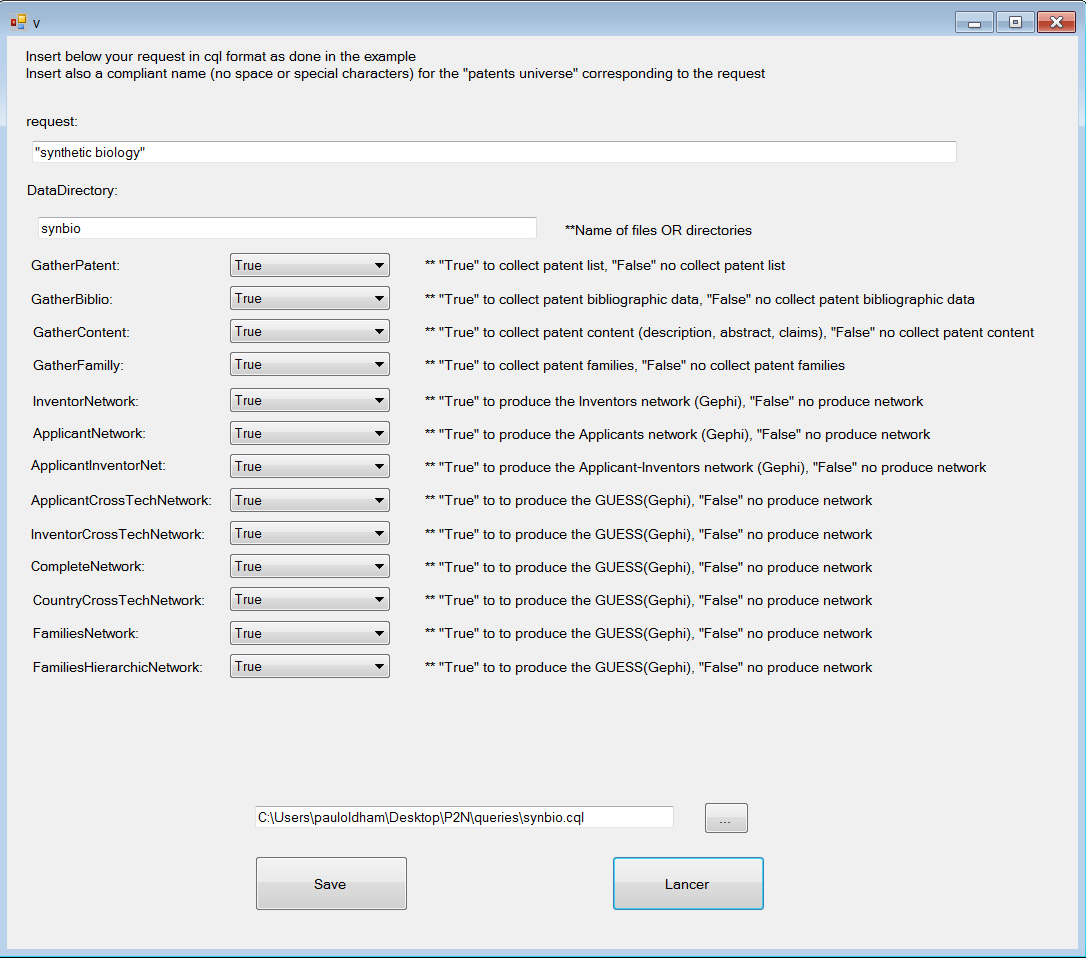 v
Insert below your request in cql format as done in the example
Insert also a compliant name (no space or special characters) for the "patents universe" corresponding to the request
request:
"synthetic biology"
DataDirectory:
synbio **Name of files OR directories
GatherPatent: True ** "True" to collect patent list, "False" no collect patent list
GatherBiblio: True ** "True" to collect patent bibliographic data, "False" no collect patent bibliographic data
GatherContent: True ** "True" to collect patent content (description, abstract, claims), "False" no collect patent content
GatherFamilly: True ** "True" to collect patent families, "False" no collect patent families
InventorNetwork: True ** "True" to produce the Inventors network (Gephi), "False" no produce network
ApplicantNetwork: True ** "True" to produce the Applicants network (Gephi), "False" no produce network
ApplicantInventorNet: True ** "True" to produce the Applicant-Inventors network (Gephi), "False" no produce network
ApplicantCrossTechNetwork: True ** "True" to to produce the GUESS(Gephi), "False" no produce network
InventorCrossTechNetwork: True ** "True" to to produce the GUESS(Gephi), "False" no produce network
CompleteNetwork: True ** "True" to to produce the GUESS(Gephi), "False" no produce network
CountryCrossTechNetwork: True ** "True" to to produce the GUESS(Gephi), "False" no produce network
FamiliesNetwork: True ** "True" to to produce the GUESS(Gephi), "False" no produce network
FamiliesHierarchicNetwork: True ** "True" to to produce the GUESS(Gephi), "False" no produce network
C:\Users\pauloldham\Desktop\P2N\queries\synbio.cql ...
Save Lancer